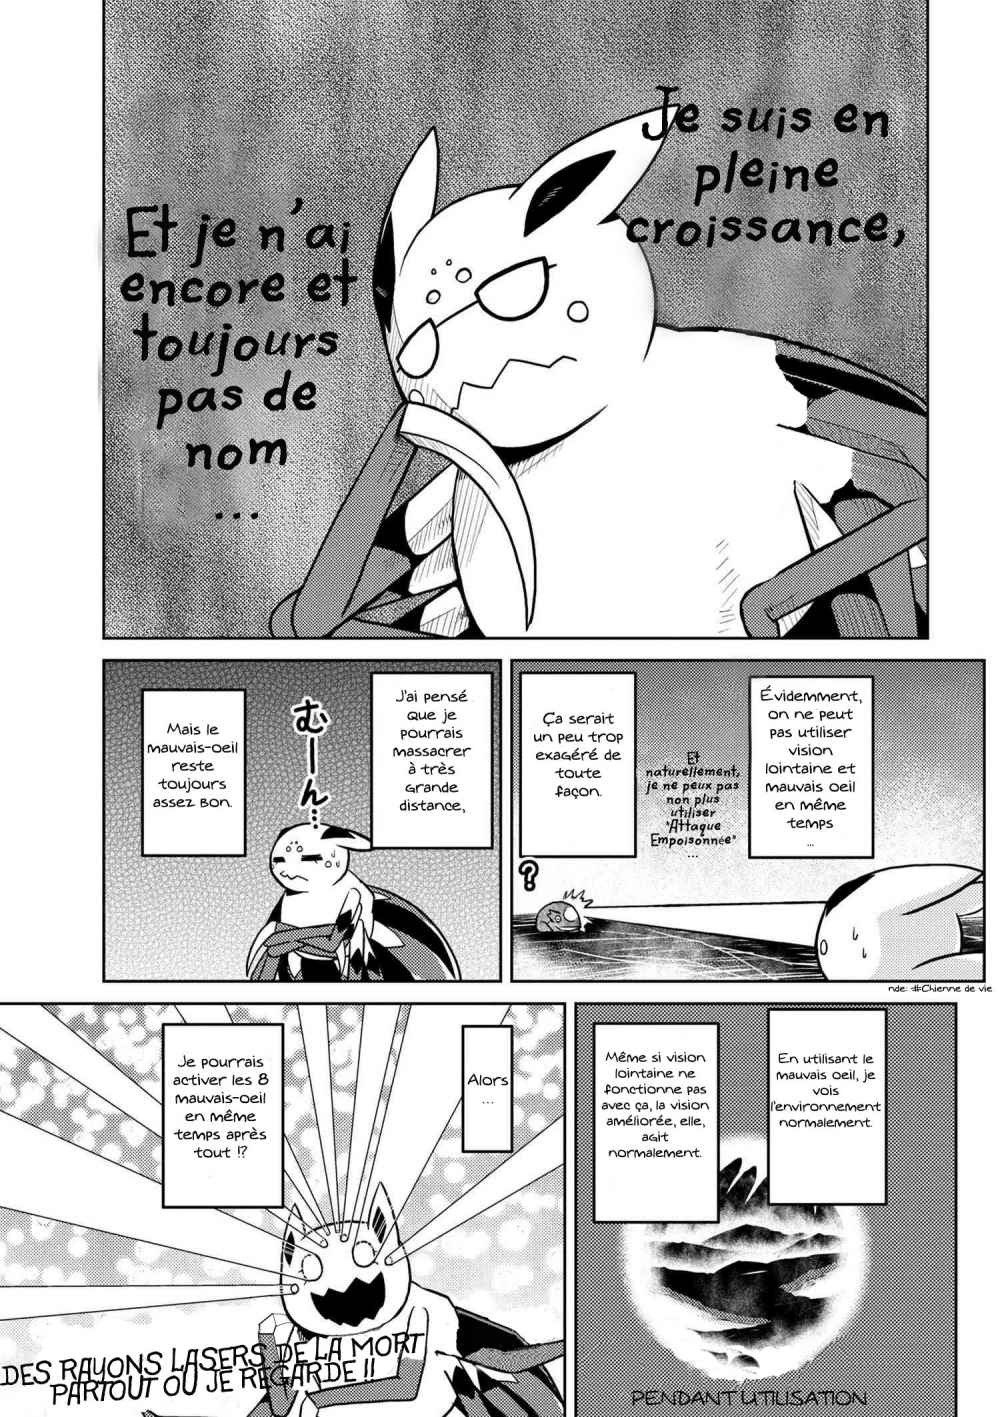 Je suis en
pleine
croissance,
Et je n'ai
encore et
toujours
pas de
nom
...
Évidemment,
on ne peut
pas utiliser
vision
lointaine et
mauvais oeil
en même
temps
...
Et
naturellement,
je ne peux pas
non plus
utiliser
"Attaque
Empoisonnée"
...
Ça serait
un peu trop
exagéré de
toute
façon.
?
nde: #Chienne de vie
J'ai pensé
que je
pourrais
massacrer
à très
grande
distance,
むーん…
Mais le
mauvais-oeil
reste
toujours
assez bon.
En utilisant le
mauvais oeil, je
vois
l'environnement
normalement.
Même si vision
lointaine ne
fonctionne pas
avec ça, la vision
améliorée, elle,
agit
normalement.
PENDANT UTILISATION
Alors
...
Je pourrais
activer les 8
mauvais-oeil
en même
temps après
tout !?
DES RAYONS LASERS DE LA MORT
PARTOUT OU JE REGARDE !!